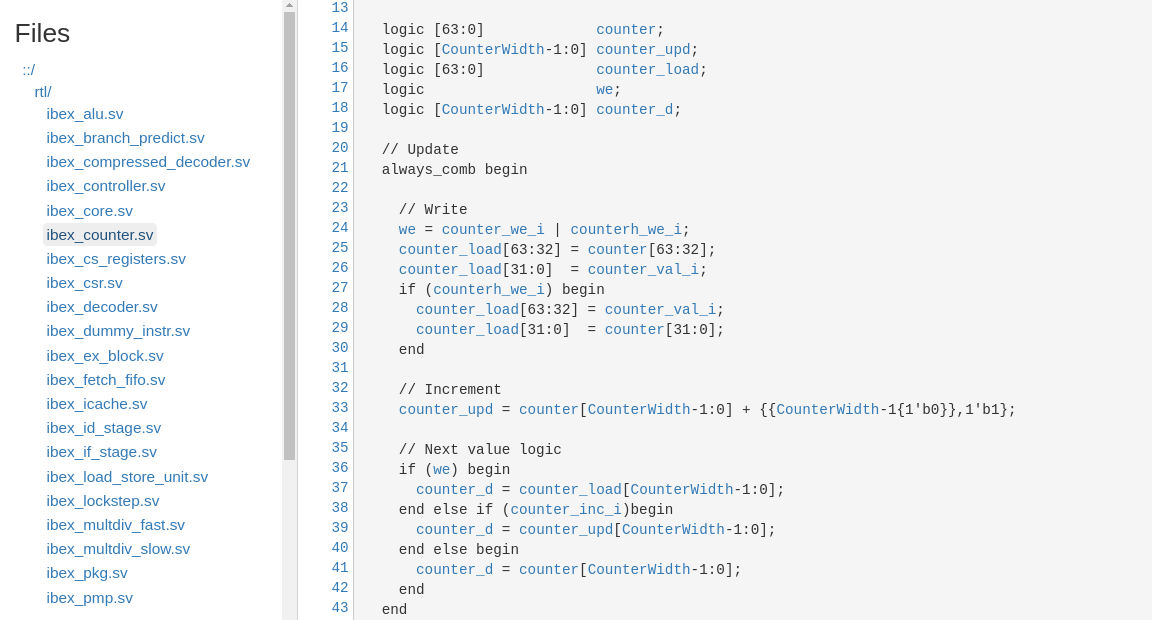 Files
::/
rtl/
ibex_alu.sv
ibex_branch_predict.sv
ibex_compressed_decoder.sv
ibex_controller.sv
ibex_core.sv
ibex_counter.sv
ibex_cs_registers.sv
ibex_csr.sv
ibex_decoder.sv
ibex_dummy_instr.sv
ibex_ex_block.sv
ibex_fetch_fifo.sv
ibex_icache.sv
ibex_id_stage.sv
ibex_if_stage.sv
ibex_load_store_unit.sv
ibex_lockstep.sv
ibex_multdiv_fast.sv
ibex_multdiv_slow.sv
ibex_pkg.sv
ibex_pmp.sv
13
14 logic [63:0]             counter;
15 logic [CounterWidth-1:0] counter_upd;
16 logic [63:0]             counter_load;
17 logic                    we;
18 logic [CounterWidth-1:0] counter_d;
19
20 // Update
21 always_comb begin
22
23   // Write
24   we = counter_we_i | counterh_we_i;
25   counter_load[63:32] = counter[63:32];
26   counter_load[31:0]  = counter_val_i;
27   if (counterh_we_i) begin
28     counter_load[63:32] = counter_val_i;
29     counter_load[31:0]  = counter[31:0];
30   end
31
32   // Increment
33   counter_upd = counter[CounterWidth-1:0] + {{CounterWidth-1{1'b0}},1'b1};
34
35   // Next value logic
36   if (we) begin
37     counter_d = counter_load[CounterWidth-1:0];
38   end else if (counter_inc_i)begin
39     counter_d = counter_upd[CounterWidth-1:0];
40   end else begin
41     counter_d = counter[CounterWidth-1:0];
42   end
43 end